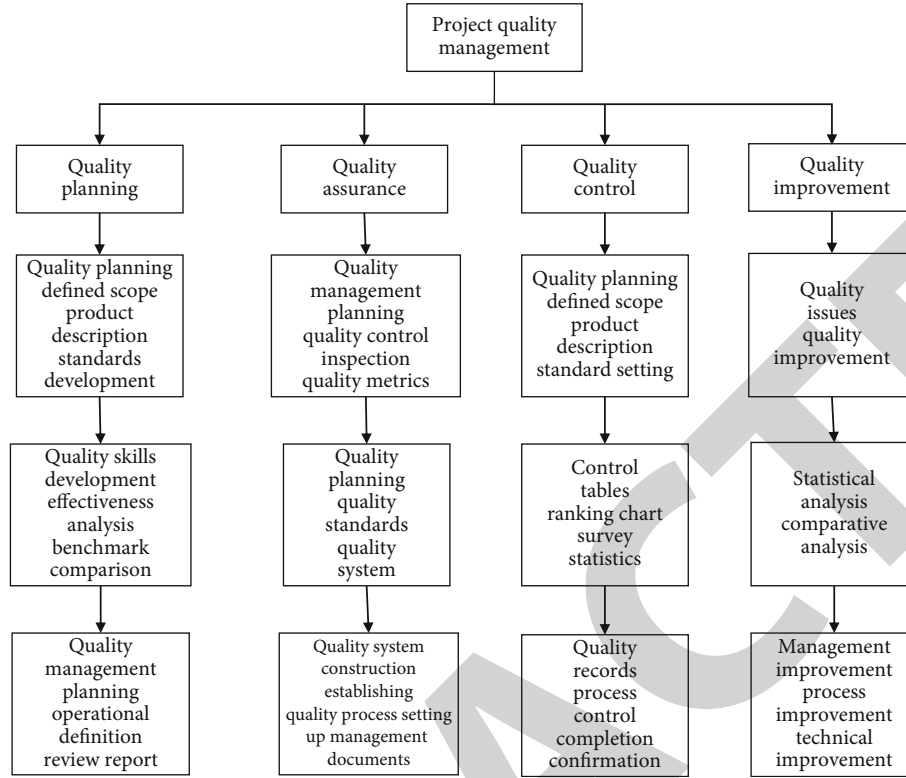 Project quality
management
Quality
planning
Quality
assurance
Quality
control
Quality
improvement
Quality planning
defined scope
product
description
standards
development
Quality
management
planning
quality control
inspection
quality metrics
Quality planning
defined scope
product
description
standard setting
Quality
issues
quality
improvement
Quality skills
development
effectiveness
analysis
benchmark
comparison
Quality
planning
quality
standards
quality
system
Control
tables
ranking chart
survey
statistics
Statistical
analysis
comparative
analysis
Quality
management
planning
operational
definition
review report
Quality system
construction
establishing
quality process setting
up management
documents
Quality
records
process
control
completion
confirmation
Management
improvement
process
improvement
technical
improvement